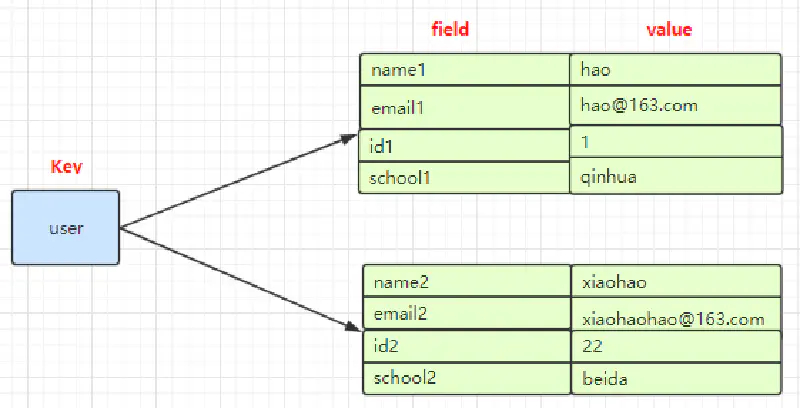 field value
name1 hao
email1 hao@163.com
id1 1
school1 qinhua
Key
user
name2 xiaohao
email2 xiaohaohao@163.com
id2 22
school2 beida